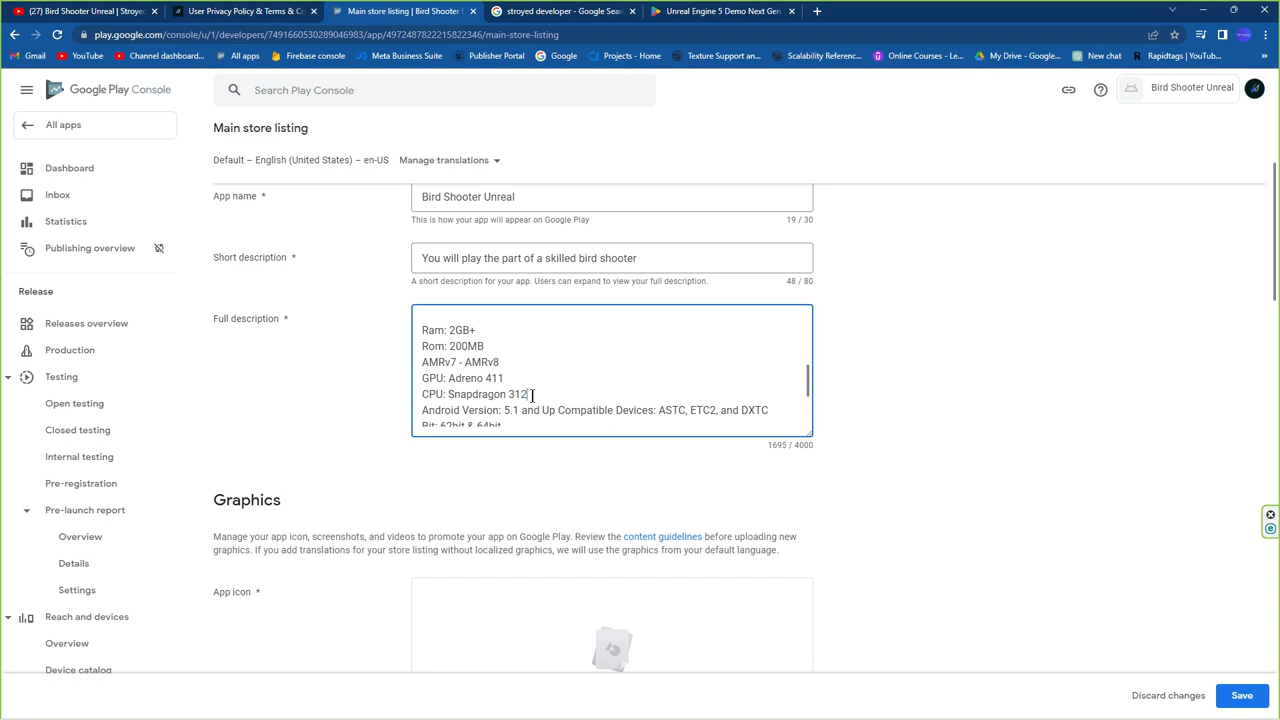 (27) Bird Shooter Unreal | Stroyed
User Privacy Policy & Terms & Co
Main store listing | Bird Shooter
stroyed developer - Google Sear
Unreal Engine 5 Demo Next Gen
play.google.com/console/u/1/developers/7491660530289046983/app/4972487822215822346/main-store-listing
Gmail
YouTube
Channel dashboard...
All apps
Firebase console
Meta Business Suite
Publisher Portal
Google
Projects - Home
Texture Support an...
Scalability Referenc...
Online Courses - Le...
My Drive - Google...
New chat
Rapidtags | YouTub...
Google Play Console
Search Play Console
Bird Shooter Unreal
All apps
Main store listing
Default – English (United States) – en-US
Manage translations
Dashboard
Inbox
Statistics
Publishing overview
Release
Releases overview
Production
Testing
Open testing
Closed testing
Internal testing
Pre-registration
Pre-launch report
Overview
Details
Settings
Reach and devices
Overview
Device catalog
App name *
Bird Shooter Unreal
This is how your app will appear on Google Play
19 / 30
Short description *
You will play the part of a skilled bird shooter
A short description for your app. Users can expand to view your full description.
48 / 80
Full description *
Ram: 2GB+
Rom: 200MB
AMRv7 - AMRv8
GPU: Adreno 411
CPU: Snapdragon 312
Android Version: 5.1 and Up Compatible Devices: ASTC, ETC2, and DXTC
Bit: 62bit & 64bit
1695 / 4000
Graphics
Manage your app icon, screenshots, and videos to promote your app on Google Play. Review the content guidelines before uploading new
graphics. If you add translations for your store listing without localized graphics, we will use the graphics from your default language.
App icon *
Discard changes
Save